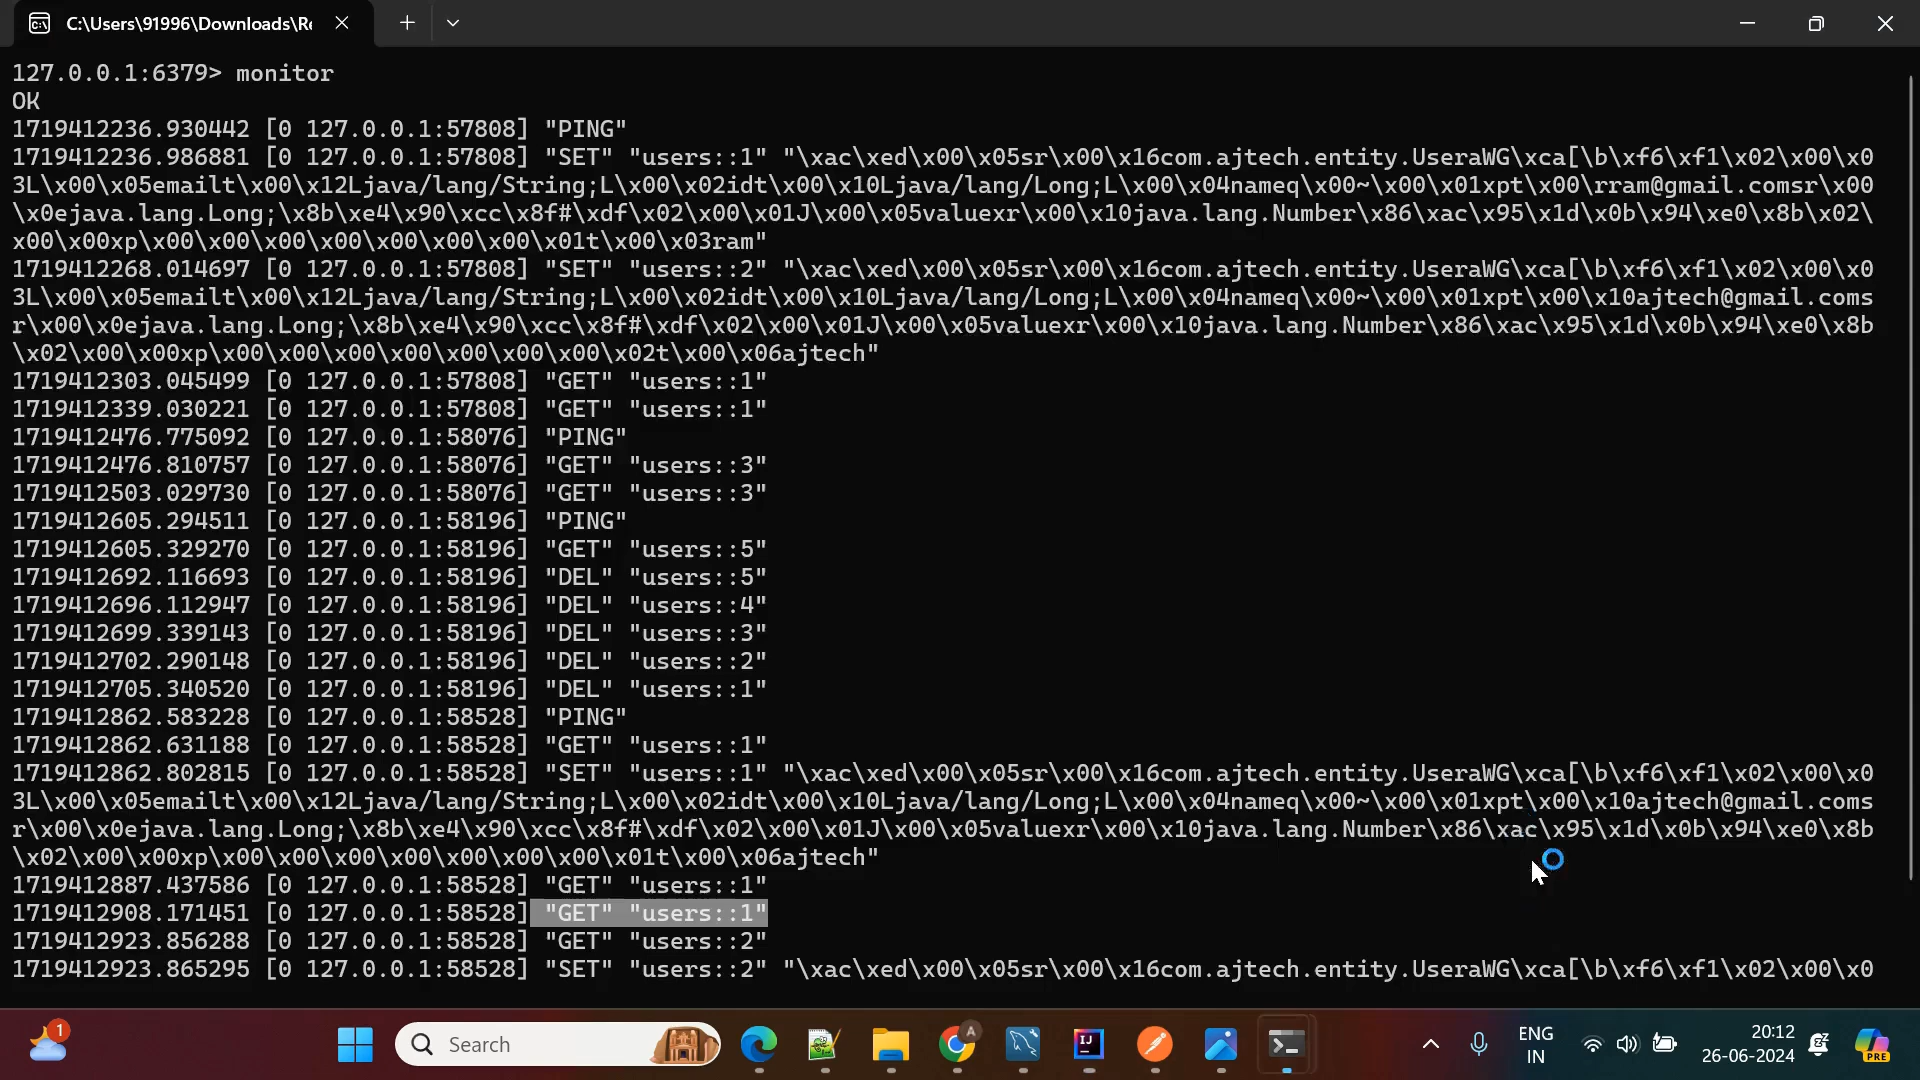 C:\Users\91996\Downloads\Re
127.0.0.1:6379> monitor
OK
1719412236.930442 [0 127.0.0.1:57808] "PING"
1719412236.986881 [0 127.0.0.1:57808] "SET" "users::1" "\xac\xed\x00\x05sr\x00\x16com.ajtech.entity.UseraWG\xca[\b\xf6\xf1\x02\x00\x0
3L\x00\x05emailt\x00\x12Ljava/lang/String;L\x00\x02idt\x00\x10Ljava/lang/Long;L\x00\x04nameq\x00~\x00\x01xpt\x00\rram@gmail.comsr\x00
\x0ejava.lang.Long;\x8b\xe4\x90\xcc\x8f#\xdf\x02\x00\x01J\x00\x05valuexr\x00\x10java.lang.Number\x86\xac\x95\x1d\x0b\x94\xe0\x8b\x02\
x00\x00xp\x00\x00\x00\x00\x00\x00\x00\x01t\x00\x03ram"
1719412268.014697 [0 127.0.0.1:57808] "SET" "users::2" "\xac\xed\x00\x05sr\x00\x16com.ajtech.entity.UseraWG\xca[\b\xf6\xf1\x02\x00\x0
3L\x00\x05emailt\x00\x12Ljava/lang/String;L\x00\x02idt\x00\x10Ljava/lang/Long;L\x00\x04nameq\x00~\x00\x01xpt\x00\x10ajtech@gmail.coms
r\x00\x0ejava.lang.Long;\x8b\xe4\x90\xcc\x8f#\xdf\x02\x00\x01J\x00\x05valuexr\x00\x10java.lang.Number\x86\xac\x95\x1d\x0b\x94\xe0\x8b
\x02\x00\x00xp\x00\x00\x00\x00\x00\x00\x00\x02t\x00\x06ajtech"
1719412303.045499 [0 127.0.0.1:57808] "GET" "users::1"
1719412339.030221 [0 127.0.0.1:57808] "GET" "users::1"
1719412476.775092 [0 127.0.0.1:58076] "PING"
1719412476.810757 [0 127.0.0.1:58076] "GET" "users::3"
1719412503.029730 [0 127.0.0.1:58076] "GET" "users::3"
1719412605.294511 [0 127.0.0.1:58196] "PING"
1719412605.329270 [0 127.0.0.1:58196] "GET" "users::5"
1719412692.116693 [0 127.0.0.1:58196] "DEL" "users::5"
1719412696.112947 [0 127.0.0.1:58196] "DEL" "users::4"
1719412699.339143 [0 127.0.0.1:58196] "DEL" "users::3"
1719412702.290148 [0 127.0.0.1:58196] "DEL" "users::2"
1719412705.340520 [0 127.0.0.1:58196] "DEL" "users::1"
1719412862.583228 [0 127.0.0.1:58528] "PING"
1719412862.631188 [0 127.0.0.1:58528] "GET" "users::1"
1719412862.802815 [0 127.0.0.1:58528] "SET" "users::1" "\xac\xed\x00\x05sr\x00\x16com.ajtech.entity.UseraWG\xca[\b\xf6\xf1\x02\x00\x0
3L\x00\x05emailt\x00\x12Ljava/lang/String;L\x00\x02idt\x00\x10Ljava/lang/Long;L\x00\x04nameq\x00~\x00\x01xpt\x00\x10ajtech@gmail.coms
r\x00\x0ejava.lang.Long;\x8b\xe4\x90\xcc\x8f#\xdf\x02\x00\x01J\x00\x05valuexr\x00\x10java.lang.Number\x86\xac\x95\x1d\x0b\x94\xe0\x8b
\x02\x00\x00xp\x00\x00\x00\x00\x00\x00\x00\x01t\x00\x06ajtech"
1719412887.437586 [0 127.0.0.1:58528] "GET" "users::1"
1719412908.171451 [0 127.0.0.1:58528] "GET" "users::1"
1719412923.856288 [0 127.0.0.1:58528] "GET" "users::2"
1719412923.865295 [0 127.0.0.1:58528] "SET" "users::2" "\xac\xed\x00\x05sr\x00\x16com.ajtech.entity.UseraWG\xca[\b\xf6\xf1\x02\x00\x0
1
Search
A
IJ
ENG
IN
20:12
26-06-2024
PRE